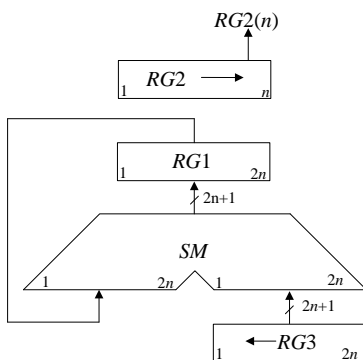 RG2(n)
RG2
1 n
RG1
1 2n
2n+1
SM
1 2n 1 2n
2n+1
RG3
1 2n